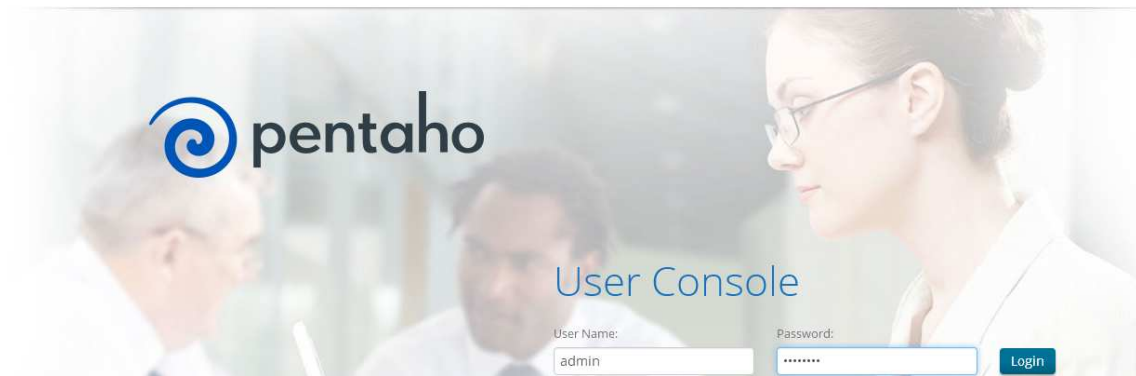 pentaho
User Console
User Name:
Password:
admin
••••••••
Login